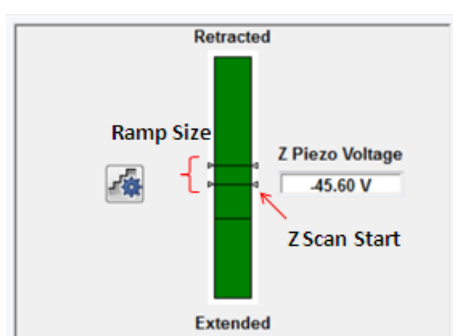 Retracted
Ramp Size
Z Piezo Voltage
-45.60 V
Z Scan Start
Extended